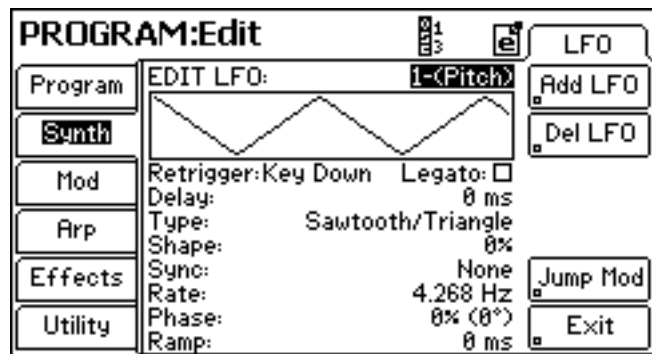 PROGRAM:Edit
1
3
e
LFO
Program
Synth
Mod
Arp
Effects
Utility
EDIT LFO: 1-(Pitch)
Retrigger:Key Down Legato:
Delay: 0 ms
Type: Sawtooth/Triangle
Shape: 0%
Sync: None
Rate: 4.268 Hz
Phase: 0% (0°)
Ramp: 0 ms
Add LFO
Del LFO
Jump Mod
Exit